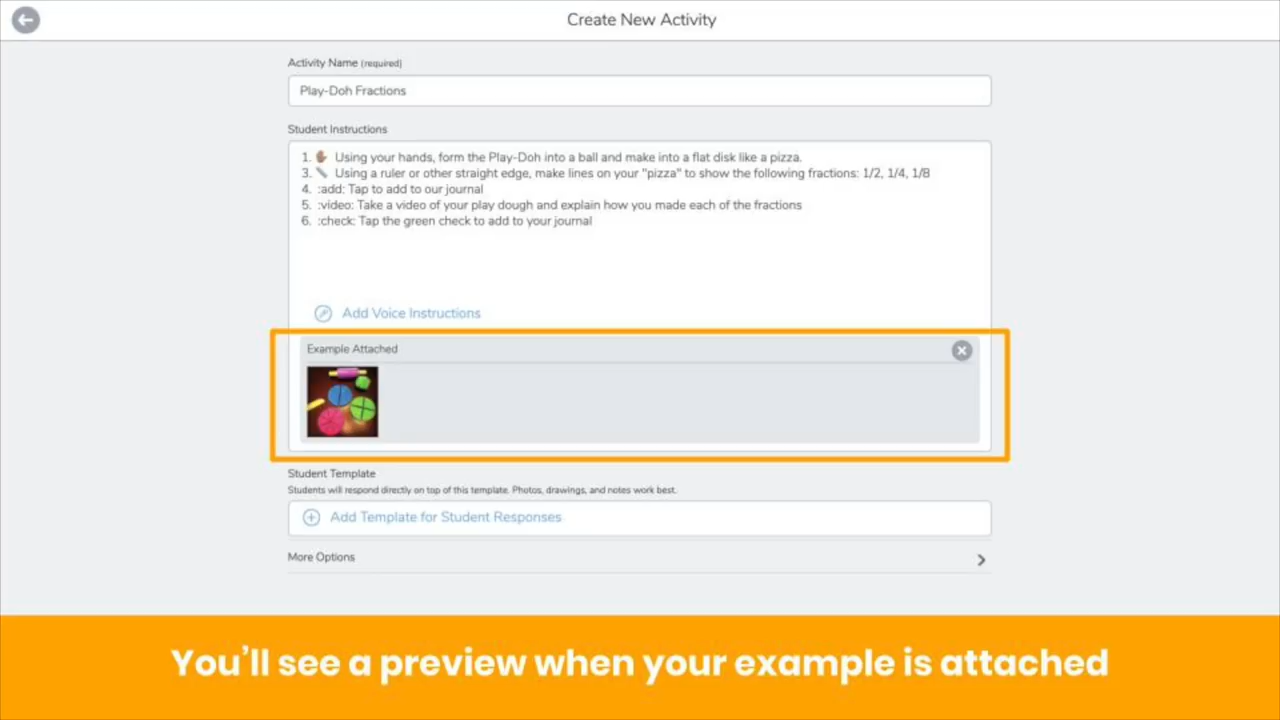 Create New Activity
Activity Name (required)
Play-Doh Fractions
Student Instructions
1. ✋🏽 Using your hands, form the Play-Doh into a ball and make into a flat disk like a pizza.
3. 📏 Using a ruler or other straight edge, make lines on your "pizza" to show the following fractions: 1/2, 1/4, 1/8
4. :add: Tap to add to our journal
5. :video: Take a video of your play dough and explain how you made each of the fractions
6. :check: Tap the green check to add to your journal
Add Voice Instructions
Example Attached
Student Template
Students will respond directly on top of this template. Photos, drawings, and notes work best.
Add Template for Student Responses
More Options
You'll see a preview when your example is attached